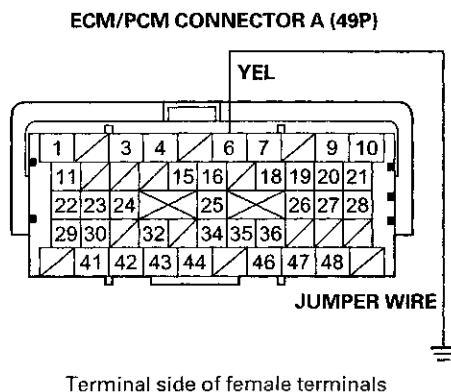 ECM/PCM CONNECTOR A (49P)
YEL
1 3 4 6 7 9 10
11 15 16 18 19 20 21
22 23 24 25 26 27 28
29 30 32 34 35 36
41 42 43 44 46 47 48
JUMPER WIRE
Terminal side of female terminals